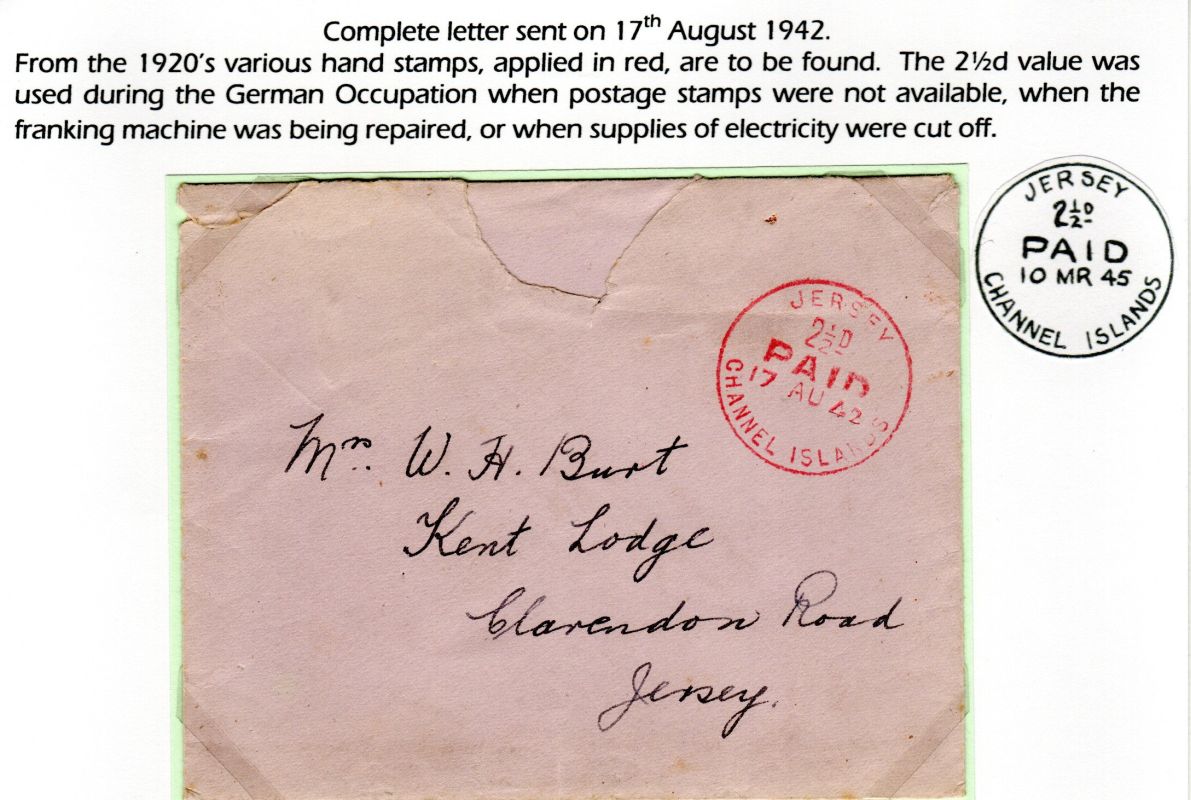 Complete letter sent on 17th August 1942.
From the 1920's various hand stamps, applied in red, are to be found. The 2½d value was
used during the German Occupation when postage stamps were not available, when the
franking machine was being repaired, or when supplies of electricity were cut off.
JERSEY
2½D
PAID
10 MR 45
CHANNEL ISLANDS
JERSEY
2½D
PAID
17 AU 42
CHANNEL ISLANDS
Mrs. W. H. Burt
Kent Lodge
Clarendon Road
Jersey.